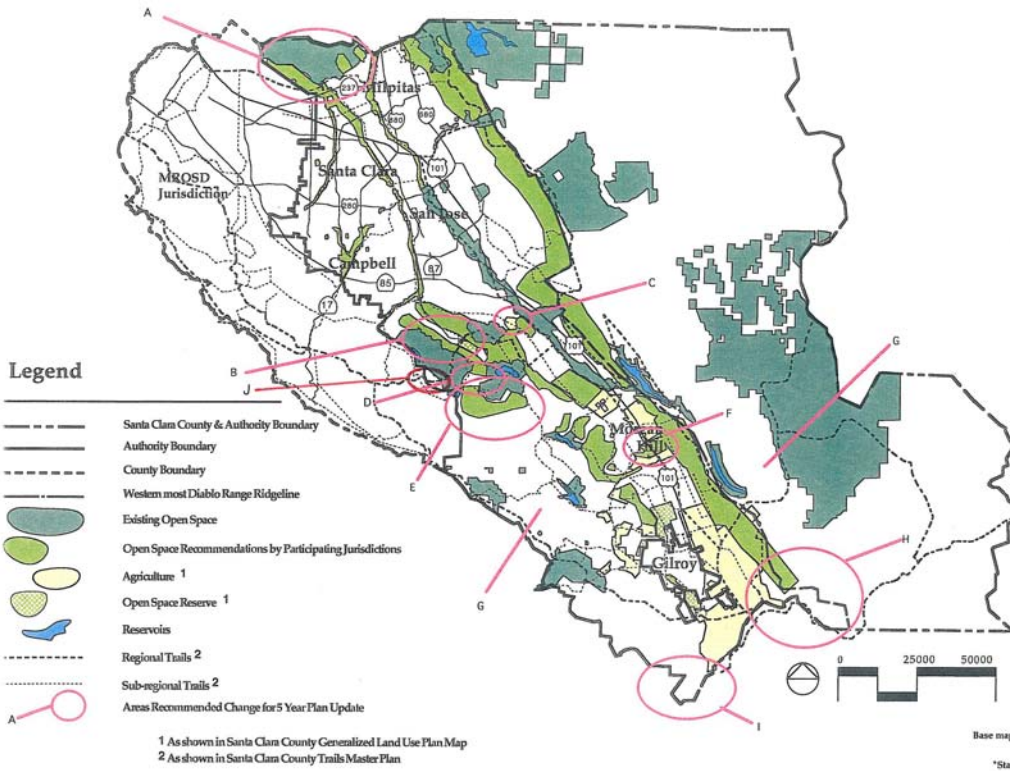 A
237
Milpitas
880
680
101
MROSD
Jurisdiction
Santa Clara
280
San Jose
Campbell
87
85
17
C
101
B
J
D
G
F
Morgan
Hill
E
101
H
Gilroy
G
I
0 25000 50000
Base map
*Sta
Legend
Santa Clara County & Authority Boundary
Authority Boundary
County Boundary
Western most Diablo Range Ridgeline
Existing Open Space
Open Space Recommendations by Participating Jurisdictions
Agriculture 1
Open Space Reserve 1
Reservoirs
Regional Trails 2
Sub-regional Trails 2
A Areas Recommended Change for 5 Year Plan Update
1 As shown in Santa Clara County Generalized Land Use Plan Map
2 As shown in Santa Clara County Trails Master Plan